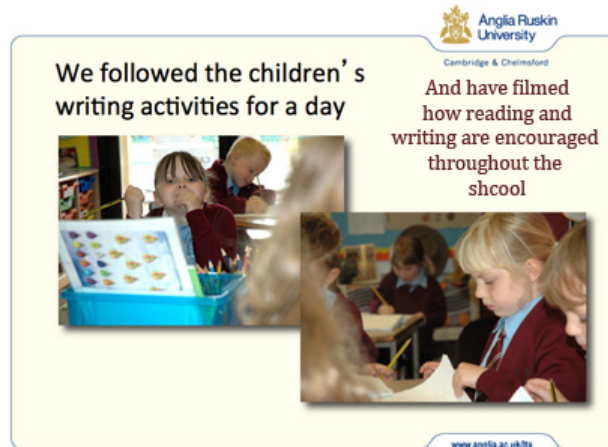 Anglia Ruskin
University
Cambridge & Chelmsford
We followed the children's
writing activities for a day
And have filmed
how reading and
writing are encouraged
throughout the
shcool
www.anglia.ac.uk/lta